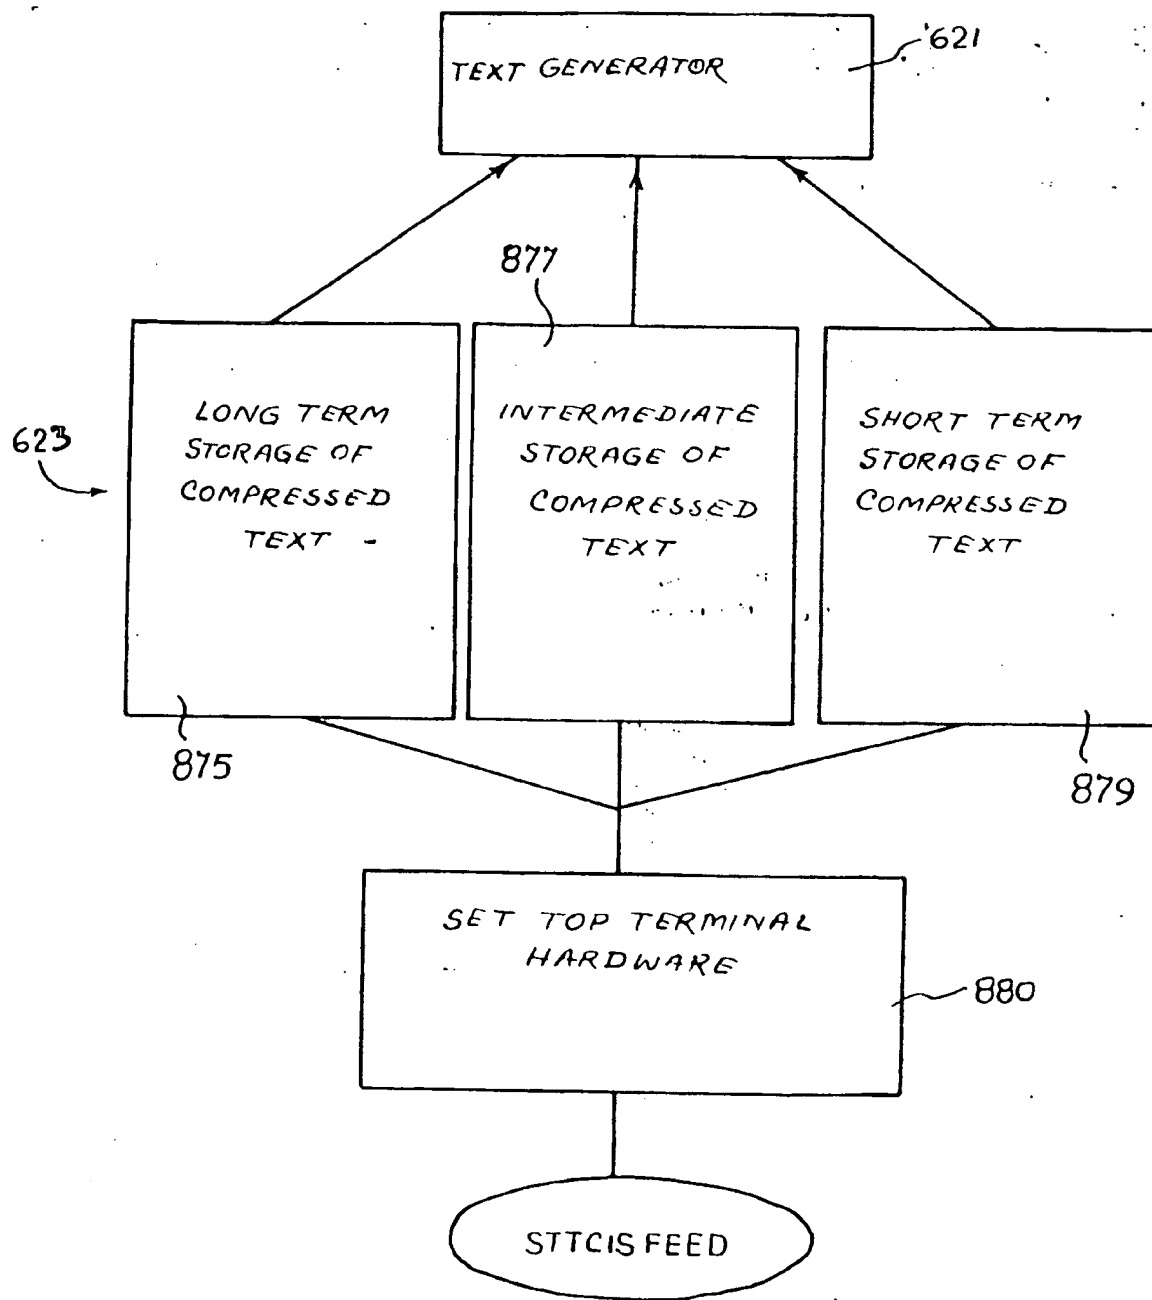 TEXT GENERATOR
621
877
623
LONG TERM
STORAGE OF
COMPRESSED
TEXT
INTERMEDIATE
STORAGE OF
COMPRESSED
TEXT
SHORT TERM
STORAGE OF
COMPRESSED
TEXT
875
879
SET TOP TERMINAL
HARDWARE
880
STTCIS FEED